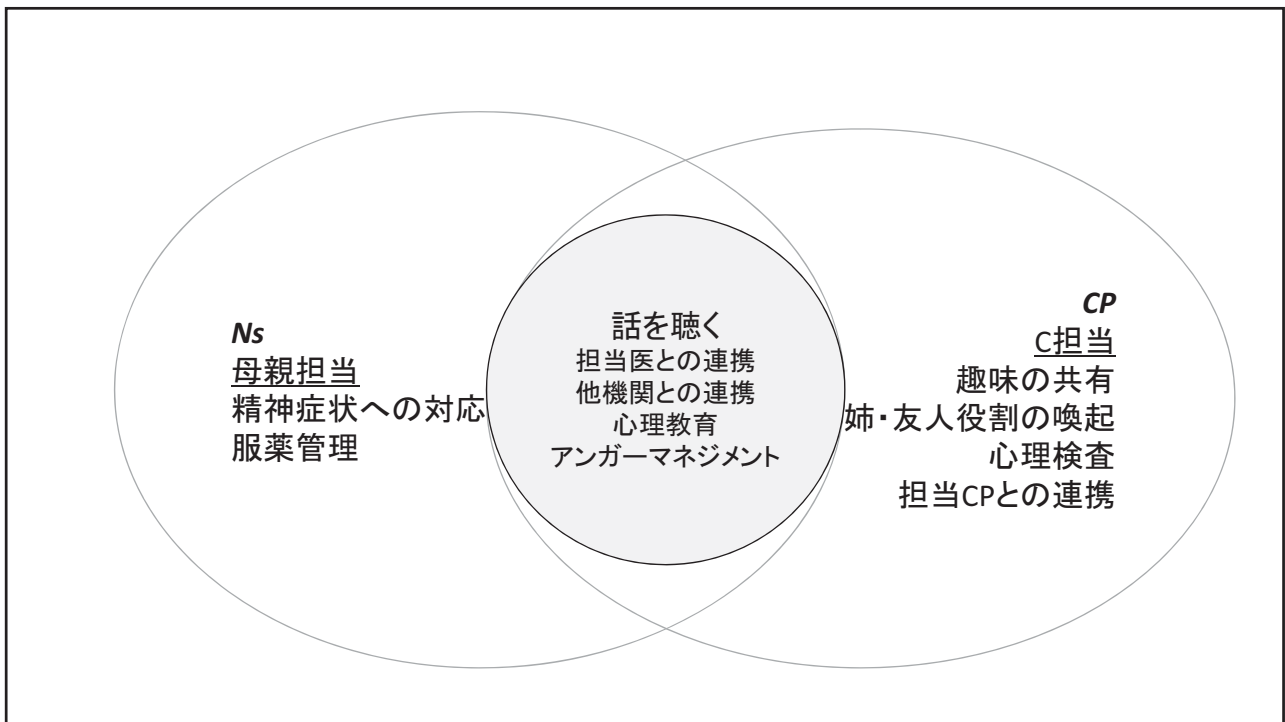 Ns
母親担当
精神症状への対応
服薬管理
話を聴く
担当医との連携
他機関との連携
心理教育
アンガーマネジメント
CP
C担当
趣味の共有
姉・友人役割の喚起
心理検査
担当CPとの連携